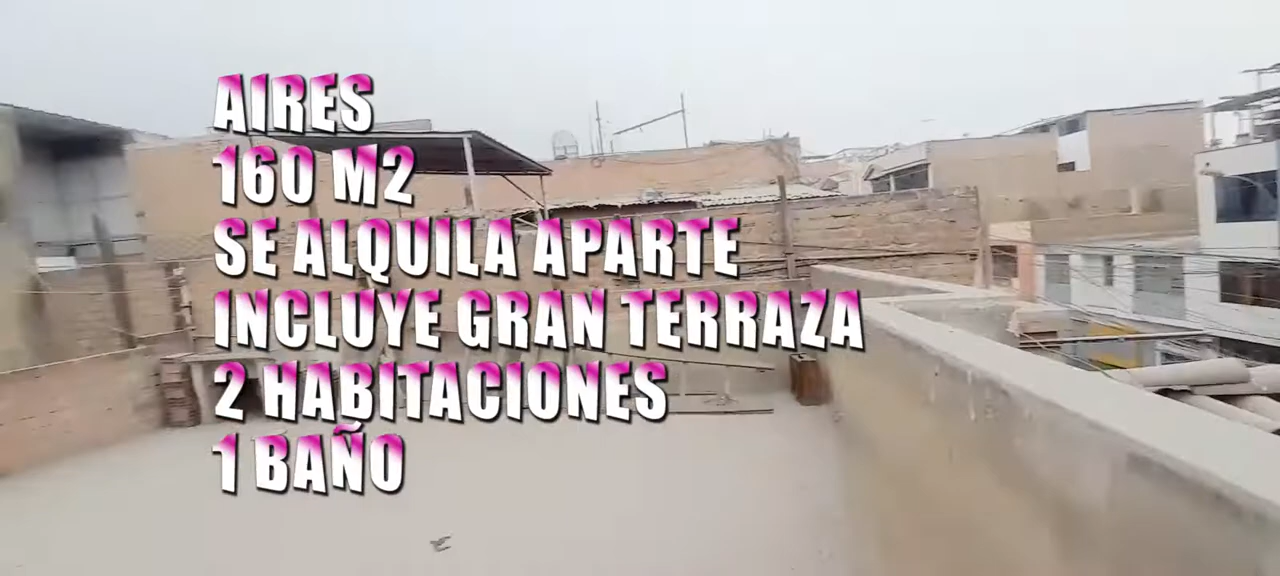 AIRES
160 M2
SE ALQUILA APARTE
INCLUYE GRAN TERRAZA
2 HABITACIONES
1 BAÑO